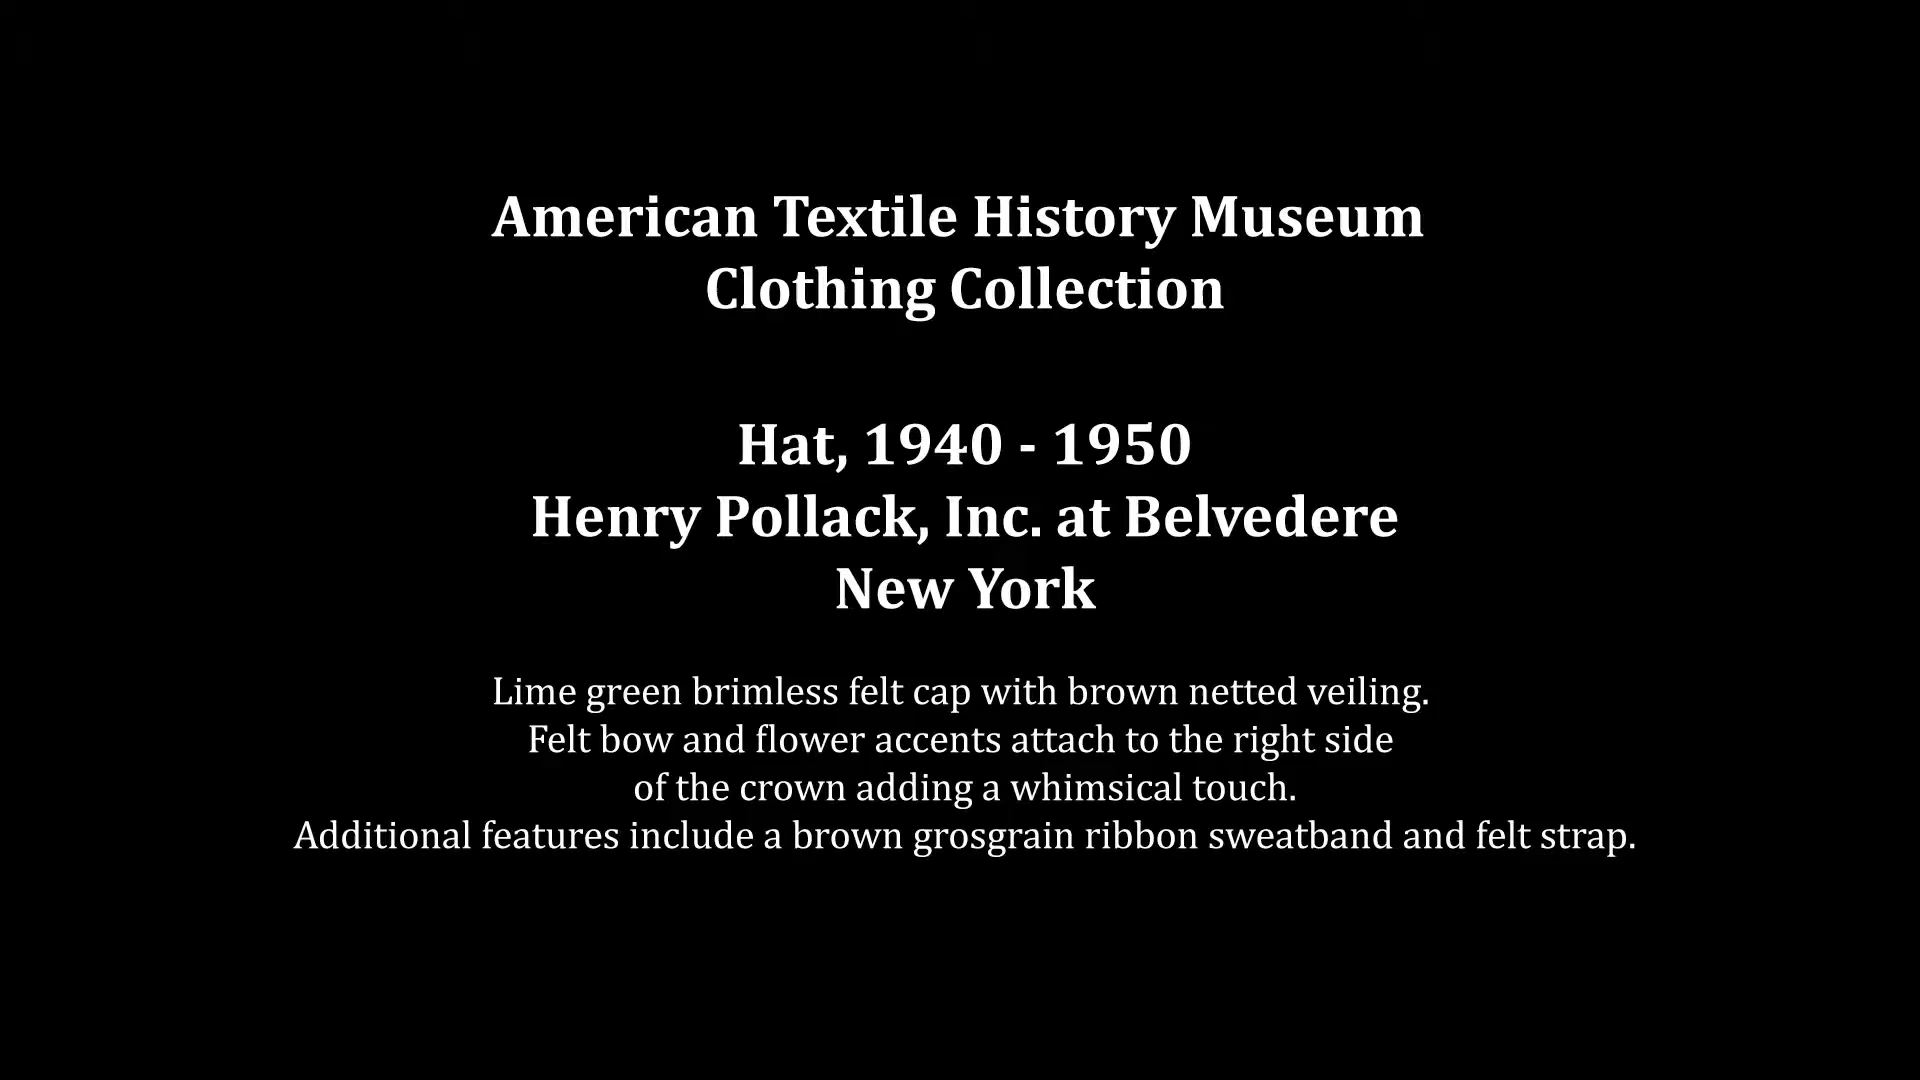 American Textile History Museum
Clothing Collection
Hat, 1940 - 1950
Henry Pollack, Inc. at Belvedere
New York
Lime green brimless felt cap with brown netted veiling.
Felt bow and flower accents attach to the right side
of the crown adding a whimsical touch.
Additional features include a brown grosgrain ribbon sweatband and felt strap.